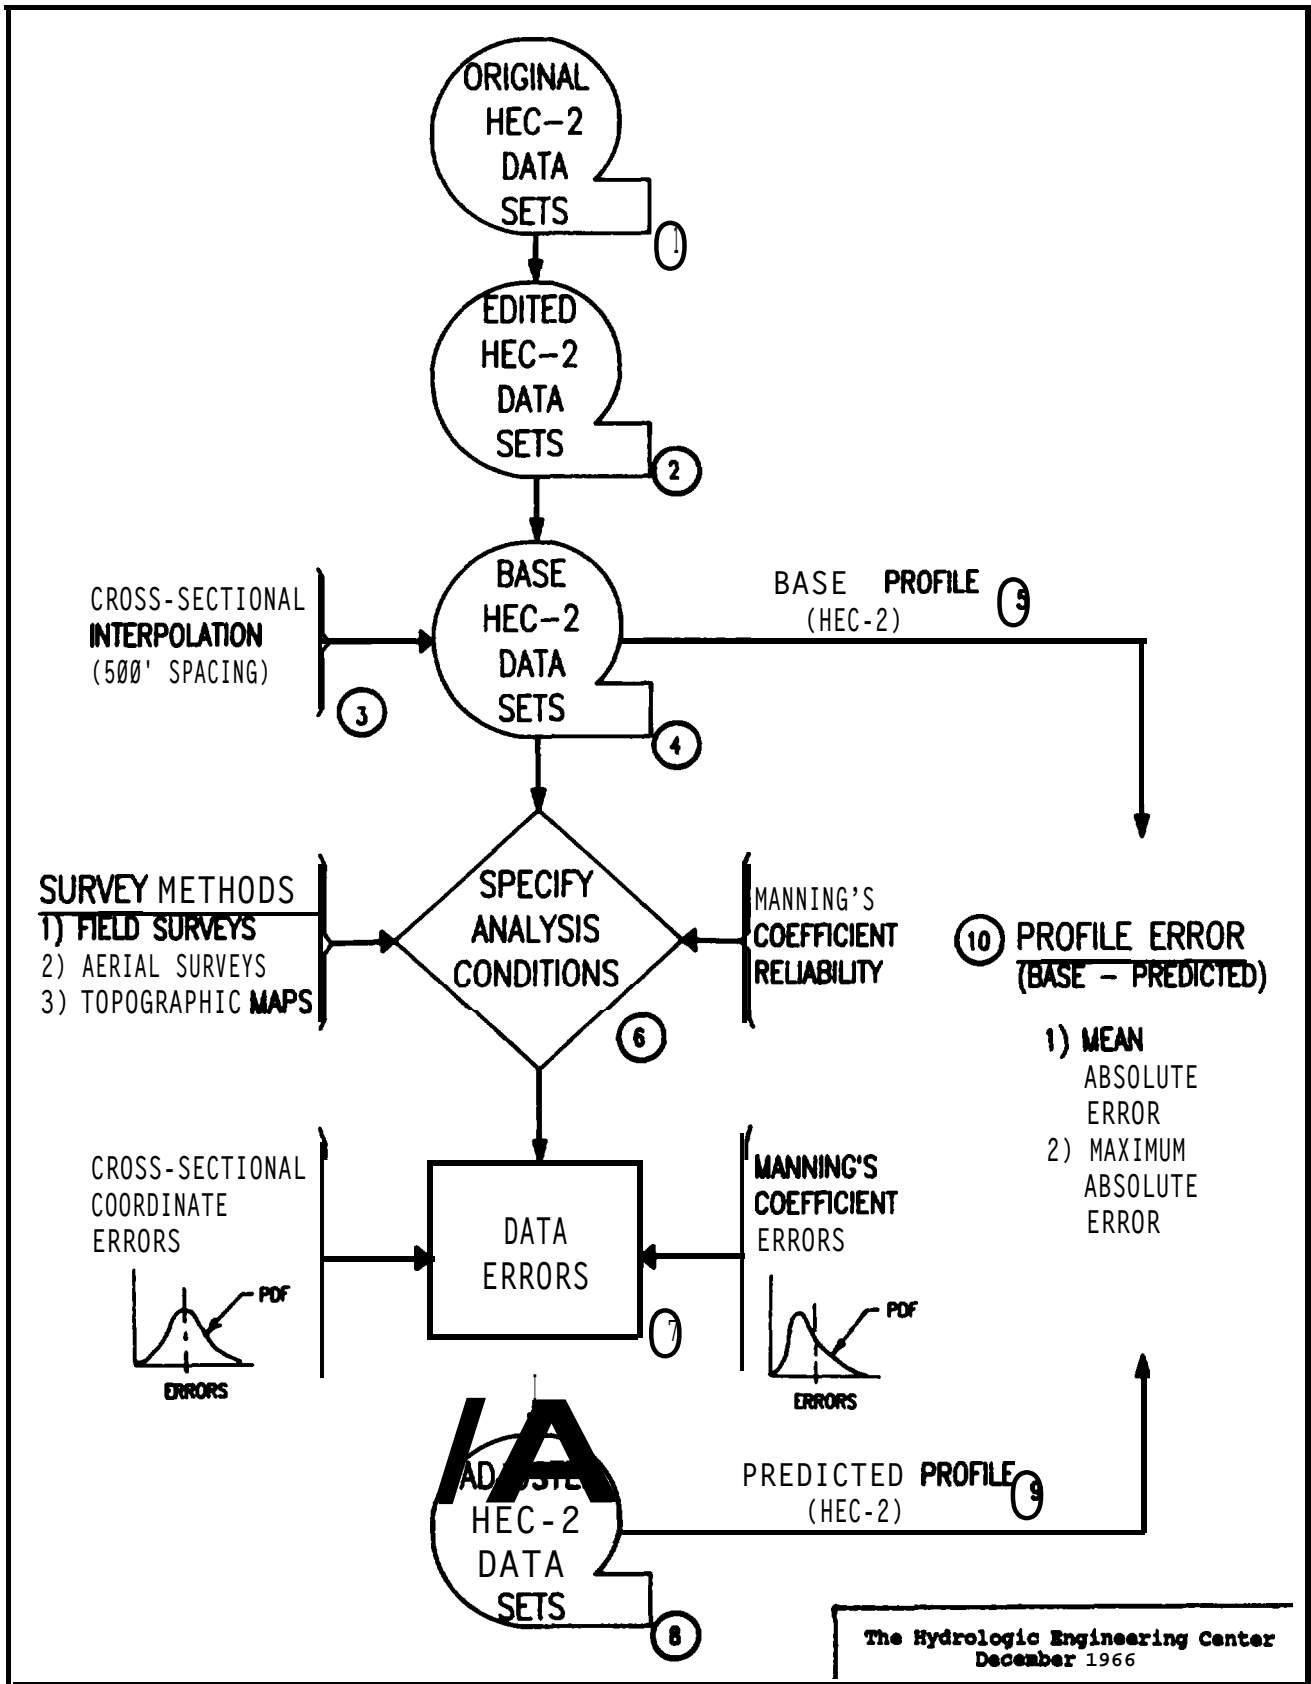 ORIGINAL
HEC-2
DATA
SETS
1
EDITED
HEC-2
DATA
SETS
2
CROSS-SECTIONAL
INTERPOLATION
(500' SPACING)
3
BASE
HEC-2
DATA
SETS
4
BASE PROFILE
(HEC-2)
5
SURVEY METHODS
1) FIELD SURVEYS
2) AERIAL SURVEYS
3) TOPOGRAPHIC MAPS
SPECIFY
ANALYSIS
CONDITIONS
6
MANNING'S
COEFFICIENT
RELIABILITY
10 PROFILE ERROR
(BASE - PREDICTED)
1) MEAN
ABSOLUTE
ERROR
2) MAXIMUM
ABSOLUTE
ERROR
CROSS-SECTIONAL
COORDINATE
ERRORS
PDF
ERRORS
DATA
ERRORS
7
MANNING'S
COEFFICIENT
ERRORS
PDF
ERRORS
HEC-2
DATA
SETS
8
PREDICTED PROFILE
(HEC-2)
9
The Hydrologic Engineering Center
December 1966